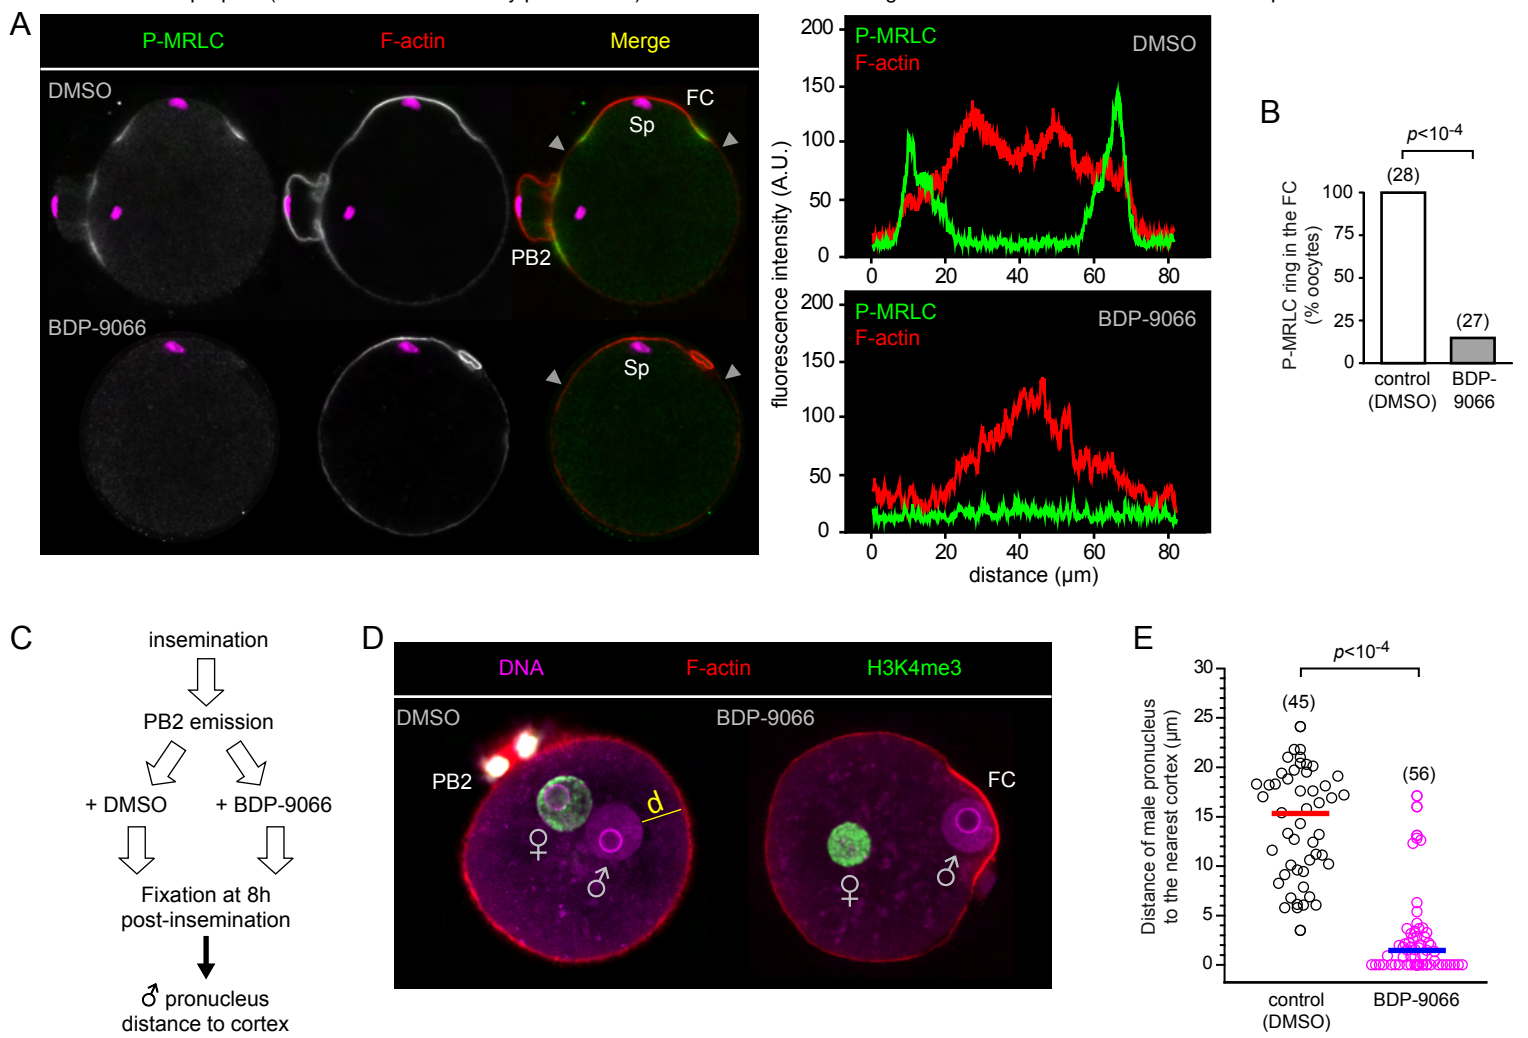 A
P-MRLC
F-actin
Merge
DMSO
FC
Sp
PB2
BDP-9066
Sp
fluorescence intensity (A.U.)
200
150
100
50
0
P-MRLC
F-actin
DMSO
0
20
40
60
80
200
150
100
50
0
P-MRLC
F-actin
BDP-9066
0
20
40
60
80
distance (µm)
B
p<10-4
(28)
(27)
P-MRLC ring in the FC
(% oocytes)
100
75
50
25
0
control
(DMSO)
BDP-
9066
C
insemination
PB2 emission
+ DMSO
+ BDP-9066
Fixation at 8h
post-insemination
♂ pronucleus
distance to cortex
D
DNA
F-actin
H3K4me3
DMSO
PB2
d
♀
♂
BDP-9066
FC
♀
♂
E
p<10-4
(45)
(56)
Distance of male pronucleus
to the nearest cortex (µm)
30
25
20
15
10
5
0
control
(DMSO)
BDP-9066